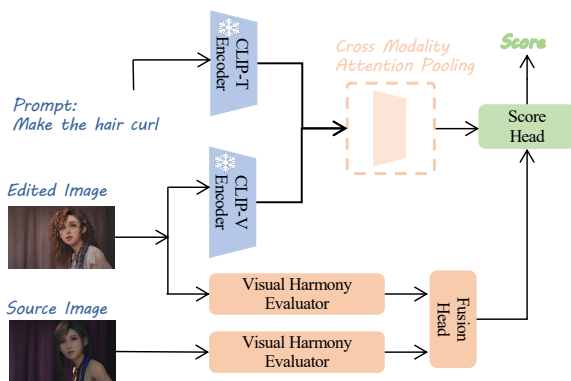 Score
Cross Modality
Attention Pooling
CLIP-T
Encoder
Prompt:
Make the hair curl
Score
Head
CLIP-V
Encoder
Edited Image
Visual Harmony
Evaluator
Fusion
Head
Source Image
Visual Harmony
Evaluator